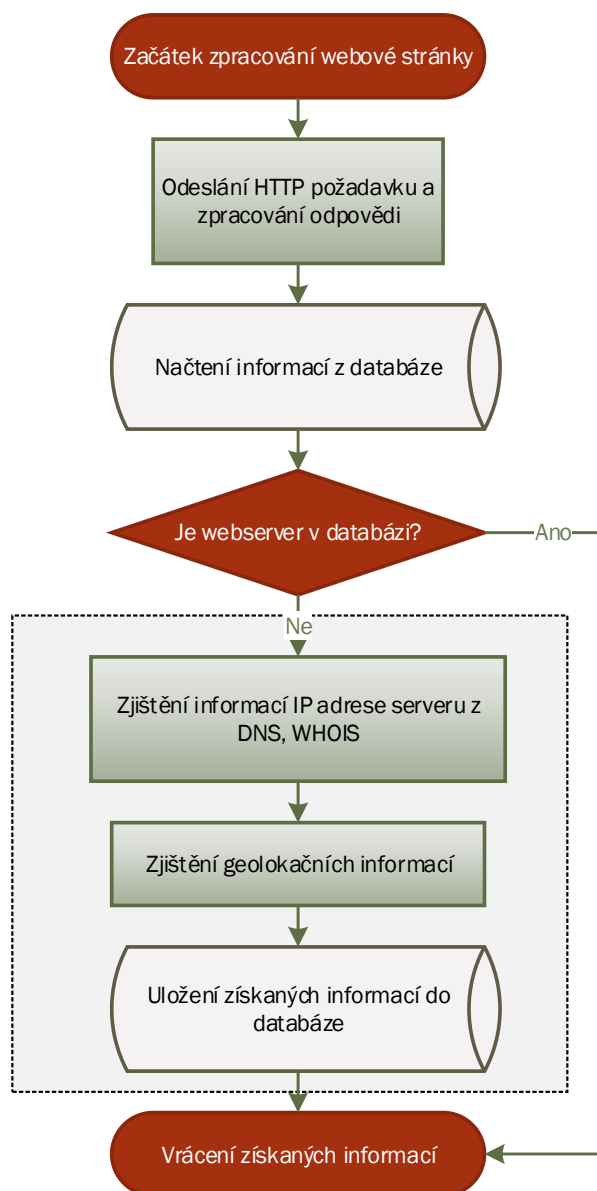 Začátek zpracování webové stránky
Odeslání HTTP požadavku a
zpracování odpovědi
Načtení informací z databáze
Je webserver v databázi?
Ano
Ne
Zjištění informací IP adrese serveru z
DNS, WHOIS
Zjištění geolokačních informací
Uložení získaných informací do
databáze
Vrácení získaných informací